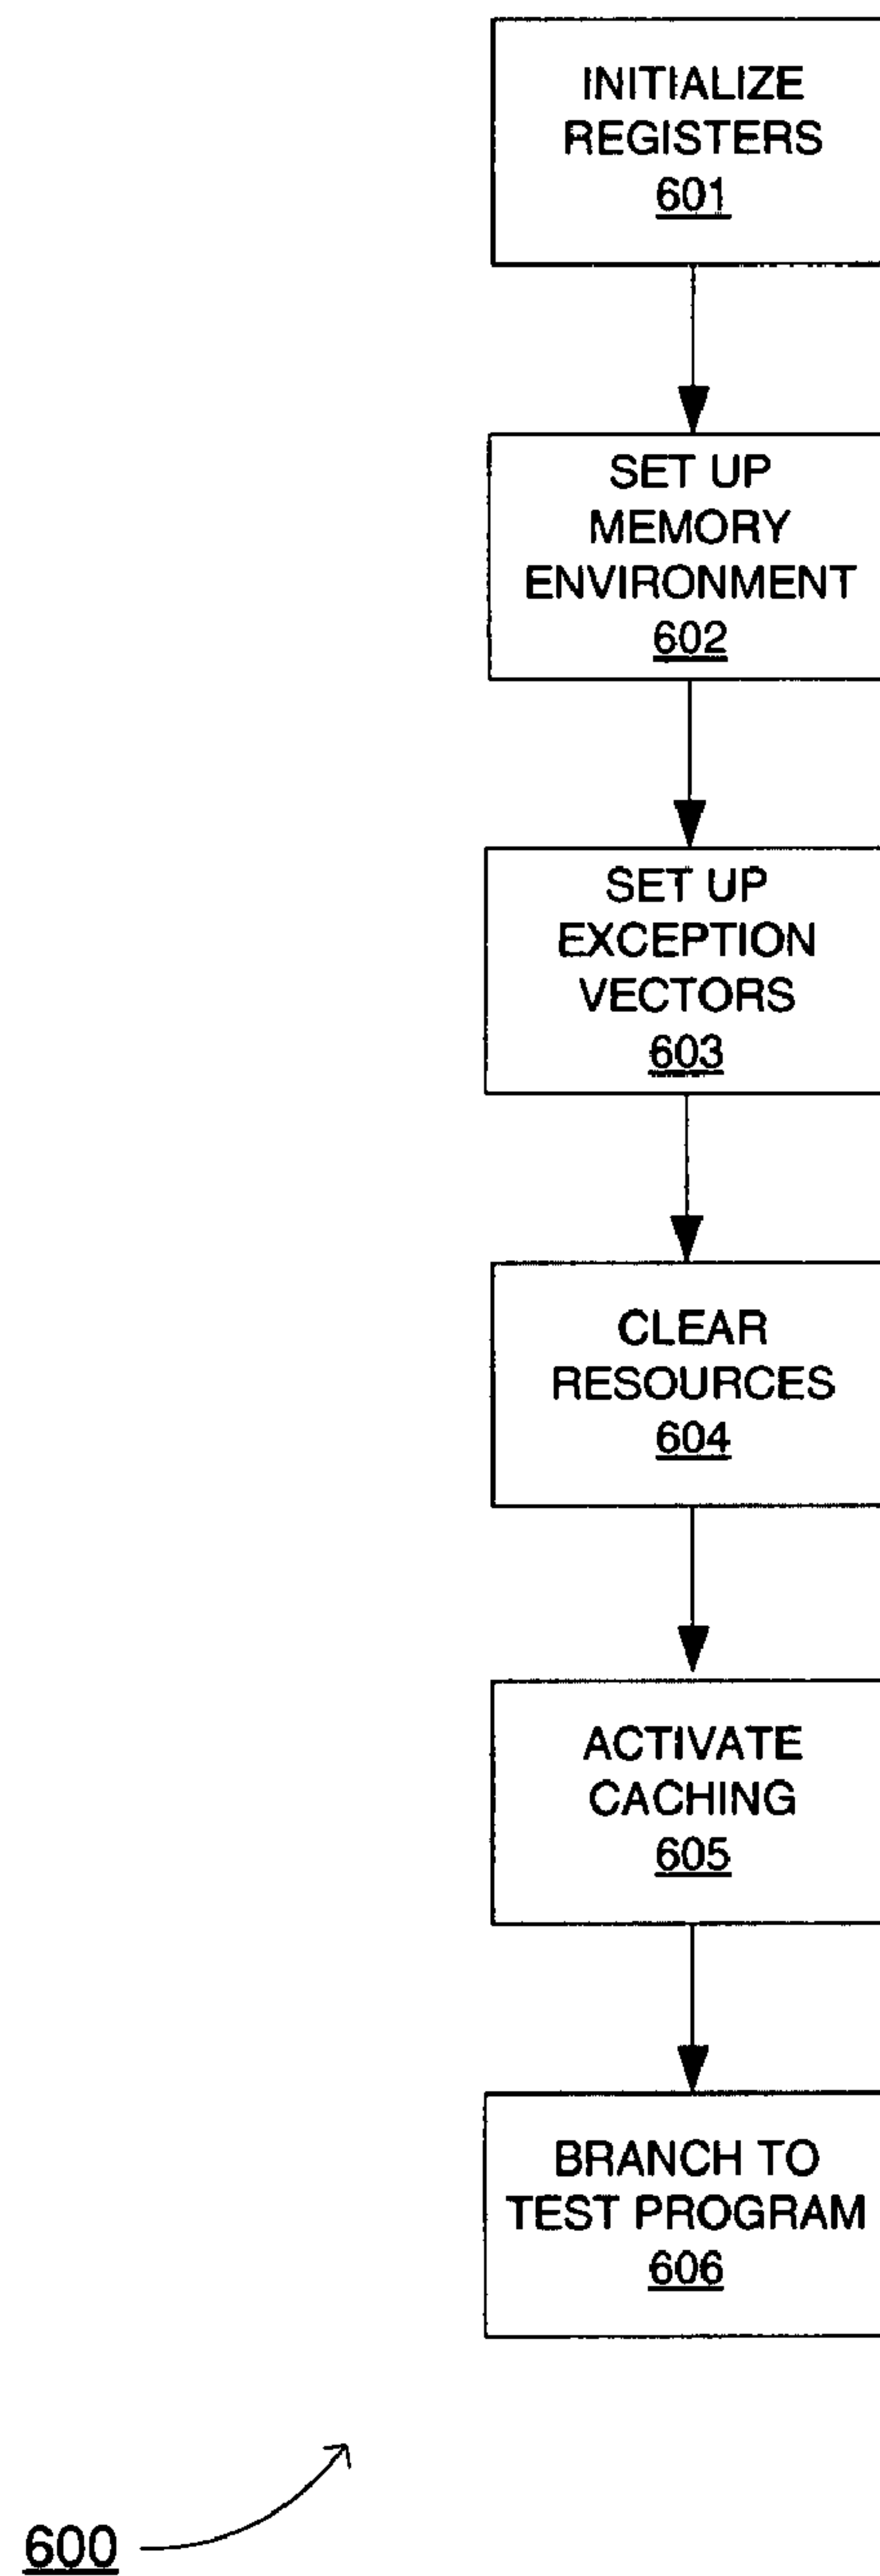 INITIALIZE
REGISTERS
601
SET UP
MEMORY
ENVIRONMENT
602
SET UP
EXCEPTION
VECTORS
603
CLEAR
RESOURCES
604
ACTIVATE
CACHING
605
BRANCH TO
TEST PROGRAM
606
600